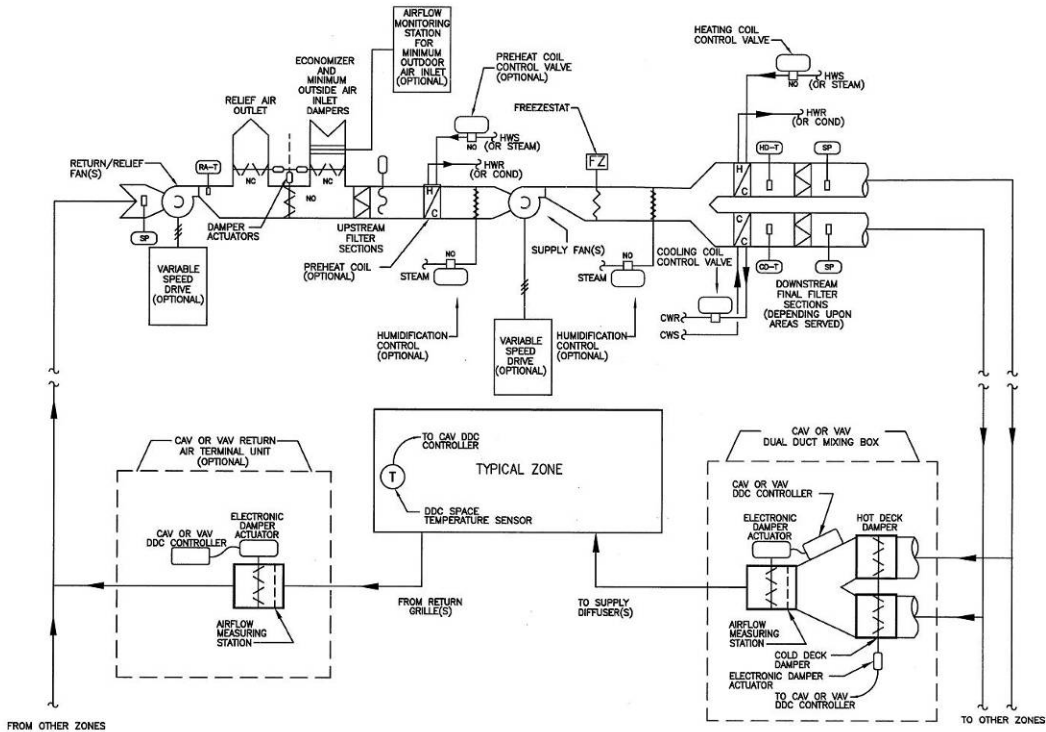 AIRFLOW
MONITORING
STATION
FOR
MINIMUM
OUTDOOR
AIR INLET
(OPTIONAL)
ECONOMIZER
AND
MINIMUM
OUTSIDE AIR
INLET
DAMPERS
RELIEF AIR
OUTLET
PREHEAT COIL
CONTROL VALVE
(OPTIONAL)
NO
HWS
(OR STEAM)
HWR
(OR COND)
FREEZESTAT
FZ
HEATING COIL
CONTROL VALVE
NO
HWS
(OR STEAM)
HWR
(OR COND)
HD-T
SP
RETURN/RELIEF
FAN(S)
RA-T
NC
NC
NO
H
C
H
C
C
C
SP
DAMPER
ACTUATORS
UPSTREAM
FILTER
SECTIONS
PREHEAT COIL
(OPTIONAL)
VARIABLE
SPEED
DRIVE
(OPTIONAL)
STEAM
NO
HUMIDIFICATION
CONTROL
(OPTIONAL)
SUPPLY FAN(S)
VARIABLE
SPEED
DRIVE
(OPTIONAL)
STEAM
NO
HUMIDIFICATION
CONTROL
(OPTIONAL)
COOLING COIL
CONTROL VALVE
CWR
CWS
CD-T
SP
DOWNSTREAM
FINAL FILTER
SECTIONS
(DEPENDING UPON
AREAS SERVED)
CAV OR VAV RETURN
AIR TERMINAL UNIT
(OPTIONAL)
CAV OR VAV
DDC CONTROLLER
ELECTRONIC
DAMPER
ACTUATOR
AIRFLOW
MEASURING
STATION
TO CAV DDC
CONTROLLER
T
TYPICAL ZONE
DDC SPACE
TEMPERATURE SENSOR
FROM RETURN
GRILLE(S)
TO SUPPLY
DIFFUSER(S)
CAV OR VAV
DUAL DUCT MIXING BOX
CAV OR VAV
DDC CONTROLLER
ELECTRONIC
DAMPER
ACTUATOR
HOT DECK
DAMPER
AIRFLOW
MEASURING
STATION
COLD DECK
DAMPER
ELECTRONIC DAMPER
ACTUATOR
TO CAV OR VAV
DDC CONTROLLER
FROM OTHER ZONES
TO OTHER ZONES